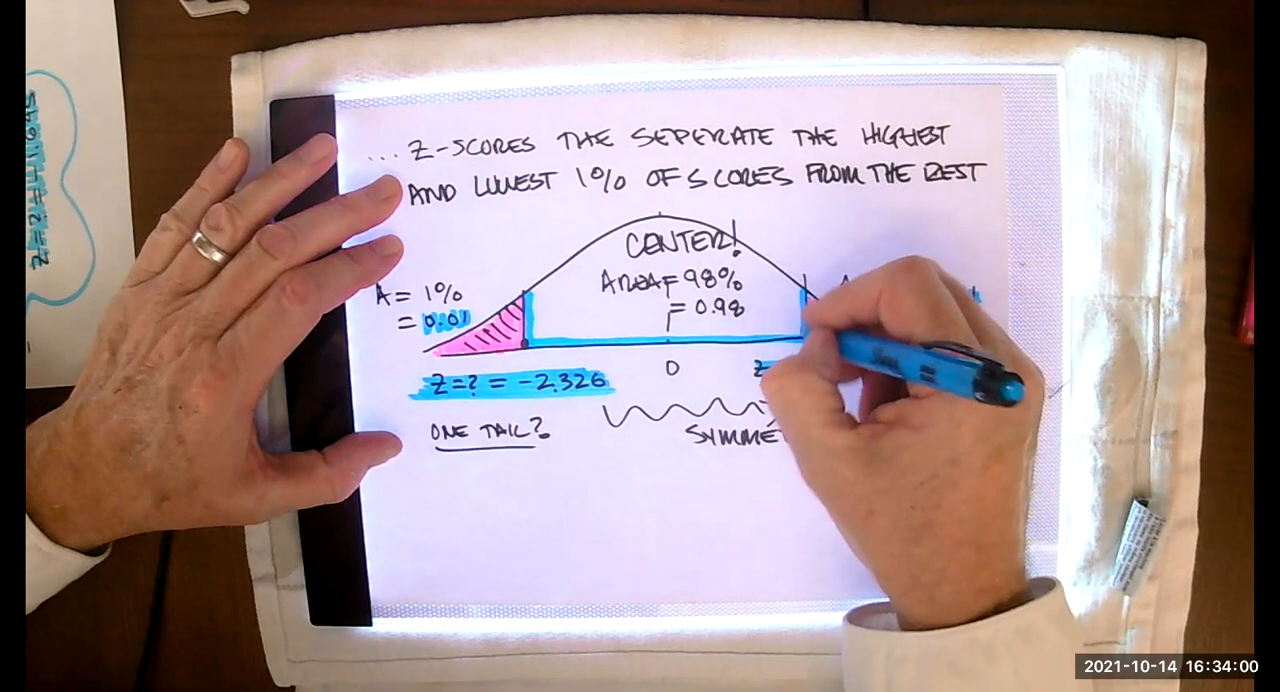 ... Z-SCORES THE SEPERATE THE HIGHEST
AND LOWEST 1% OF SCORES FROM THE REST
CENTER!
AREA = 98%
= 0.98
A = 1%
= 0.01
Z=? = -2.326
0
Z
ONE TAIL?
SYMME
Z=?=
2021-10-14 16:34:00